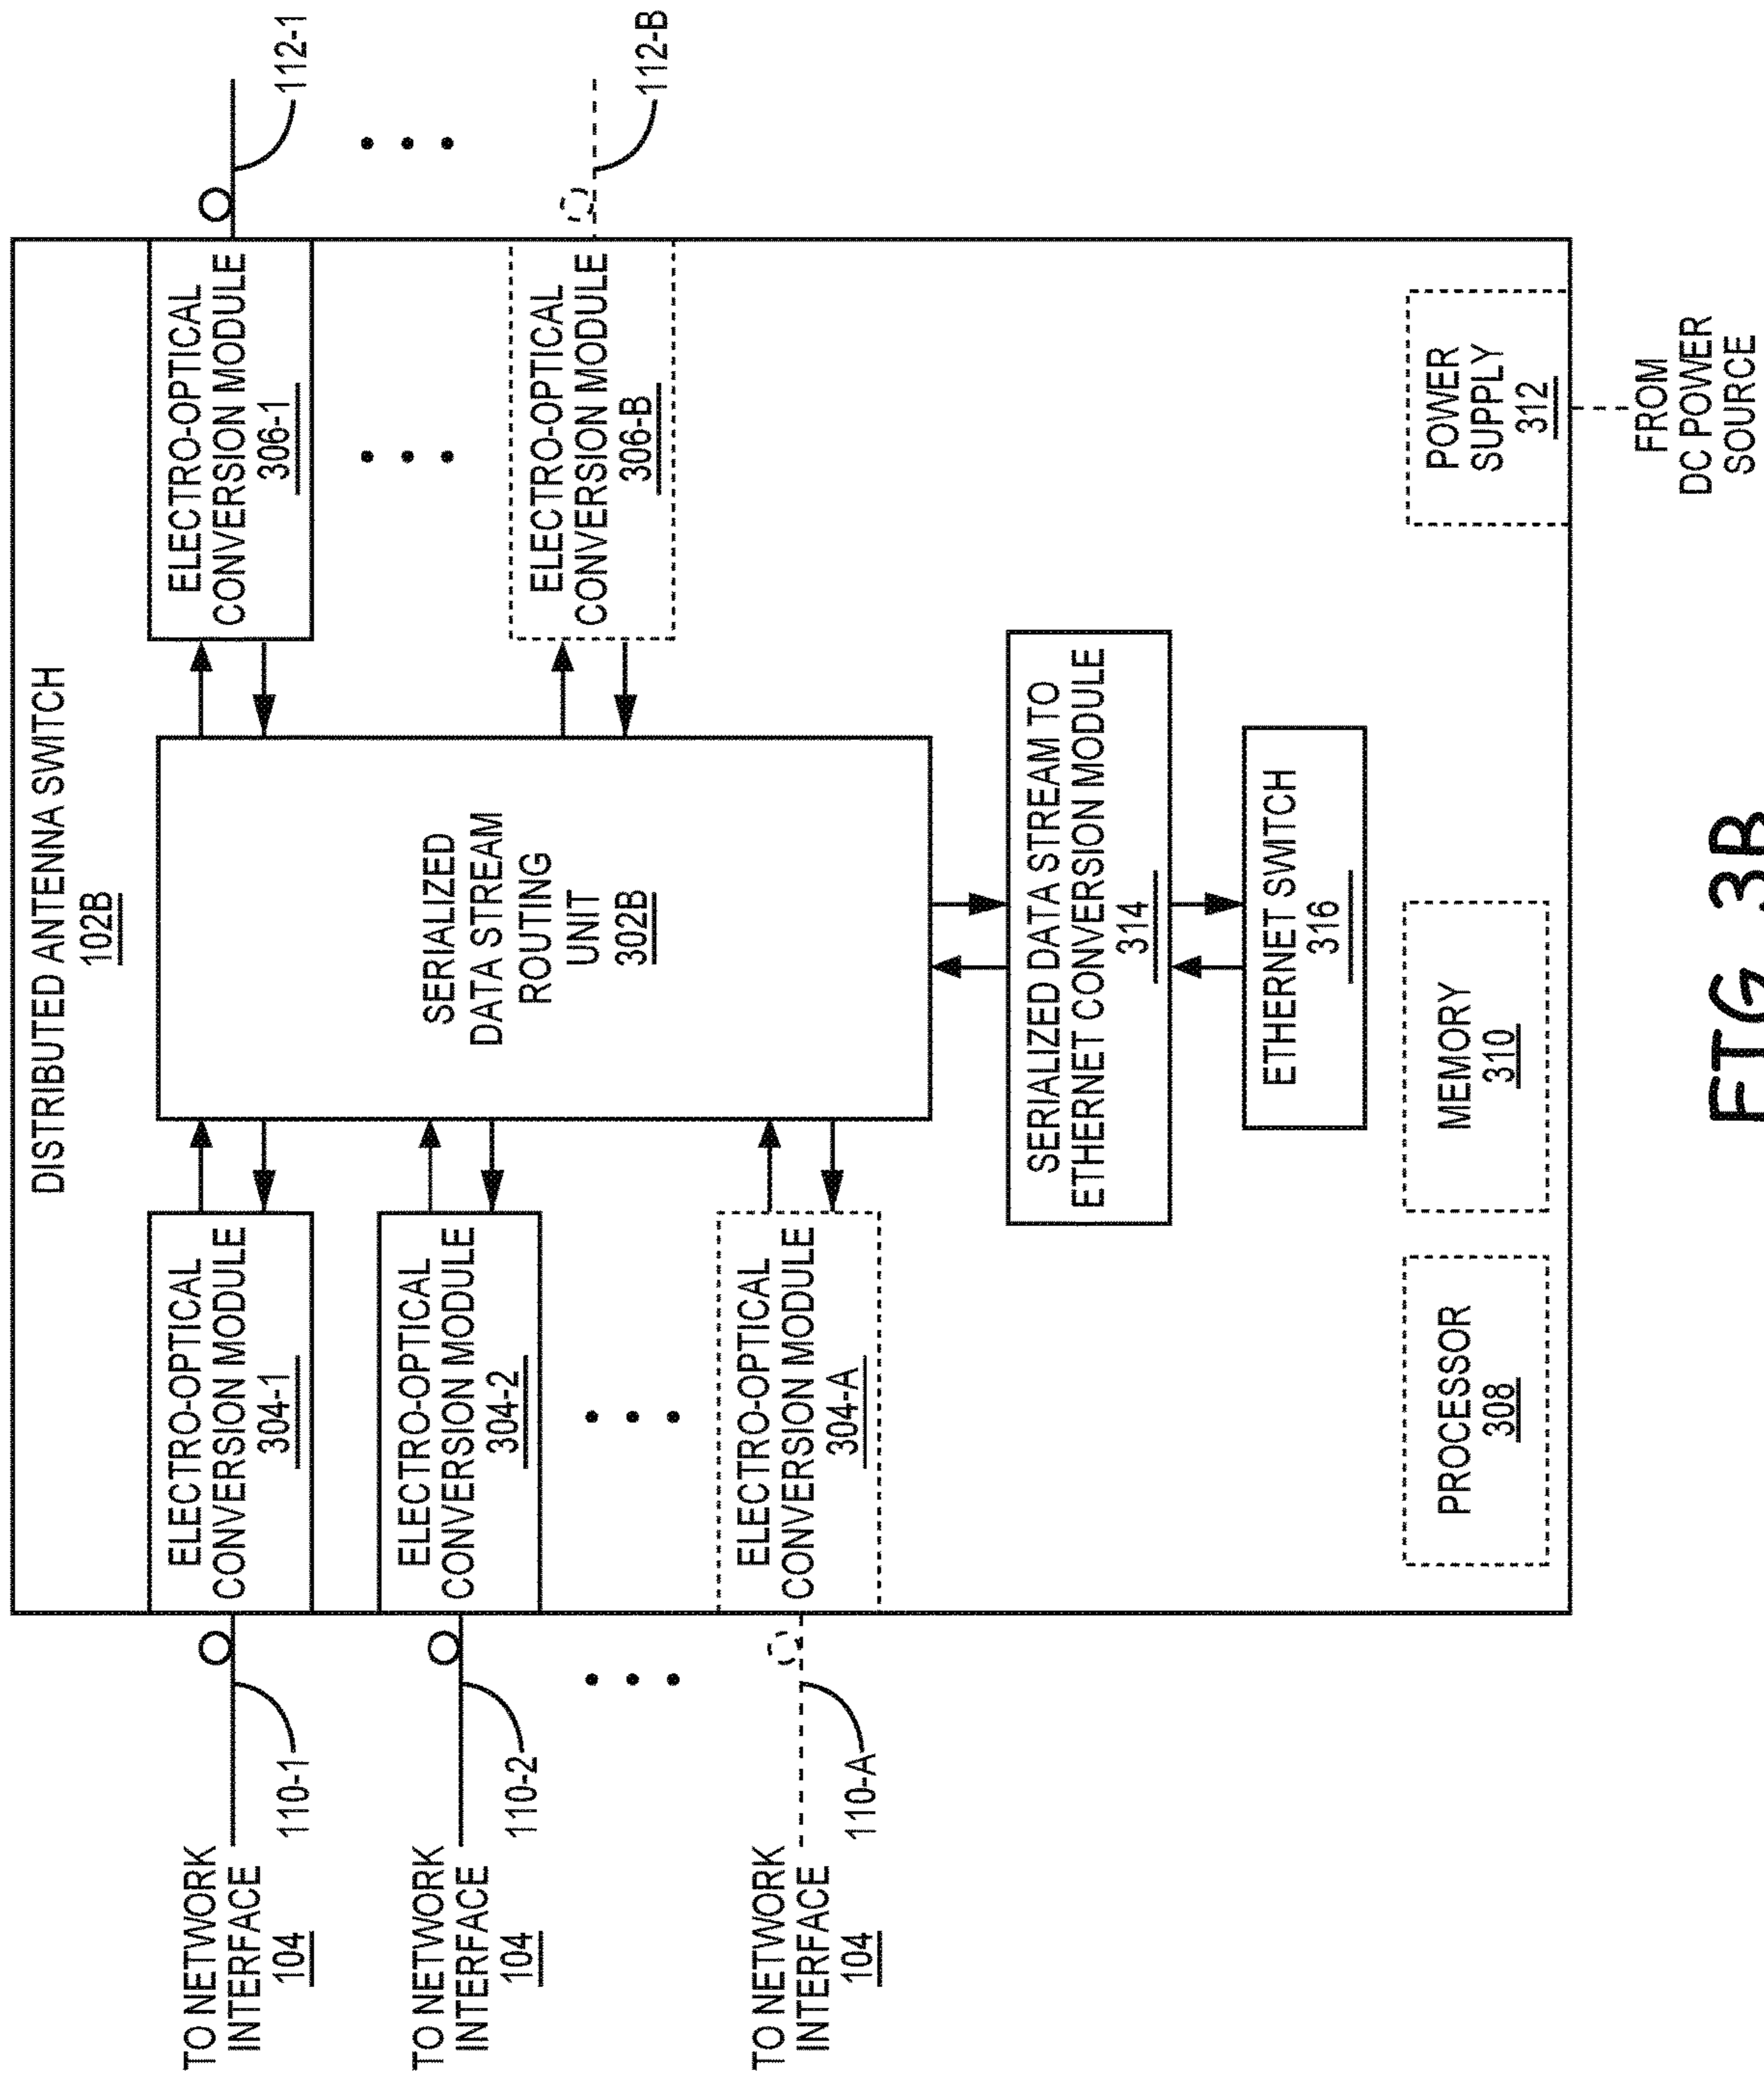 DISTRIBUTED ANTENNA SWITCH
102B
TO NETWORK
INTERFACE
104
110-1
ELECTRO-OPTICAL
CONVERSION MODULE
304-1
TO NETWORK
INTERFACE
104
110-2
ELECTRO-OPTICAL
CONVERSION MODULE
304-2
TO NETWORK
INTERFACE
104
110-A
ELECTRO-OPTICAL
CONVERSION MODULE
304-A
SERIALIZED
DATA STREAM
ROUTING
UNIT
302B
ELECTRO-OPTICAL
CONVERSION MODULE
306-1
112-1
ELECTRO-OPTICAL
CONVERSION MODULE
306-B
112-B
SERIALIZED DATA STREAM TO
ETHERNET CONVERSION MODULE
314
ETHERNET SWITCH
316
PROCESSOR
308
MEMORY
310
POWER
SUPPLY
312
FROM
DC POWER
SOURCE
FIG. 3B